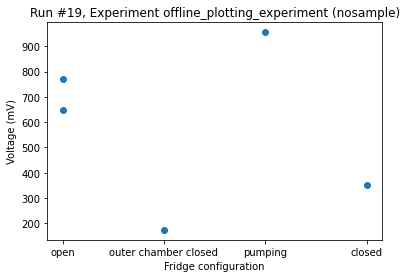 Run #19, Experiment offline_plotting_experiment (nosample)
900
800
700
600
500
400
300
200
Voltage (mV)
open outer chamber closed pumping closed
Fridge configuration